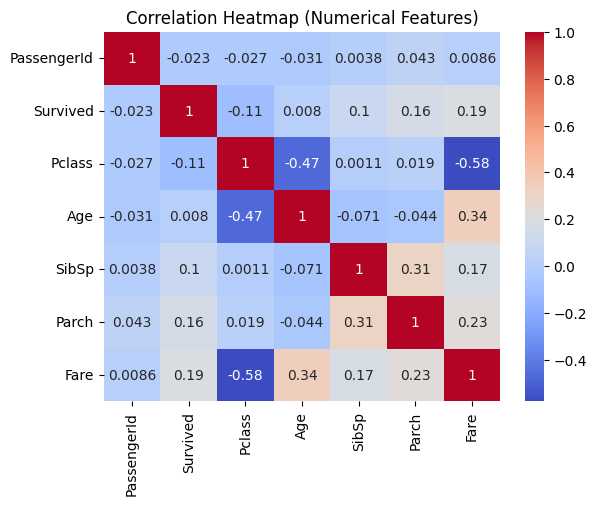 Correlation Heatmap (Numerical Features)
PassengerId 1 -0.023 -0.027 -0.031 0.0038 0.043 0.0086
Survived -0.023 1 -0.11 0.008 0.1 0.16 0.19
Pclass -0.027 -0.11 1 -0.47 0.0011 0.019 -0.58
Age -0.031 0.008 -0.47 1 -0.071 -0.044 0.34
SibSp 0.0038 0.1 0.0011 -0.071 1 0.31 0.17
Parch 0.043 0.16 0.019 -0.044 0.31 1 0.23
Fare 0.0086 0.19 -0.58 0.34 0.17 0.23 1
PassengerId Survived Pclass Age SibSp Parch Fare
1.0
0.8
0.6
0.4
0.2
0.0
−0.2
−0.4